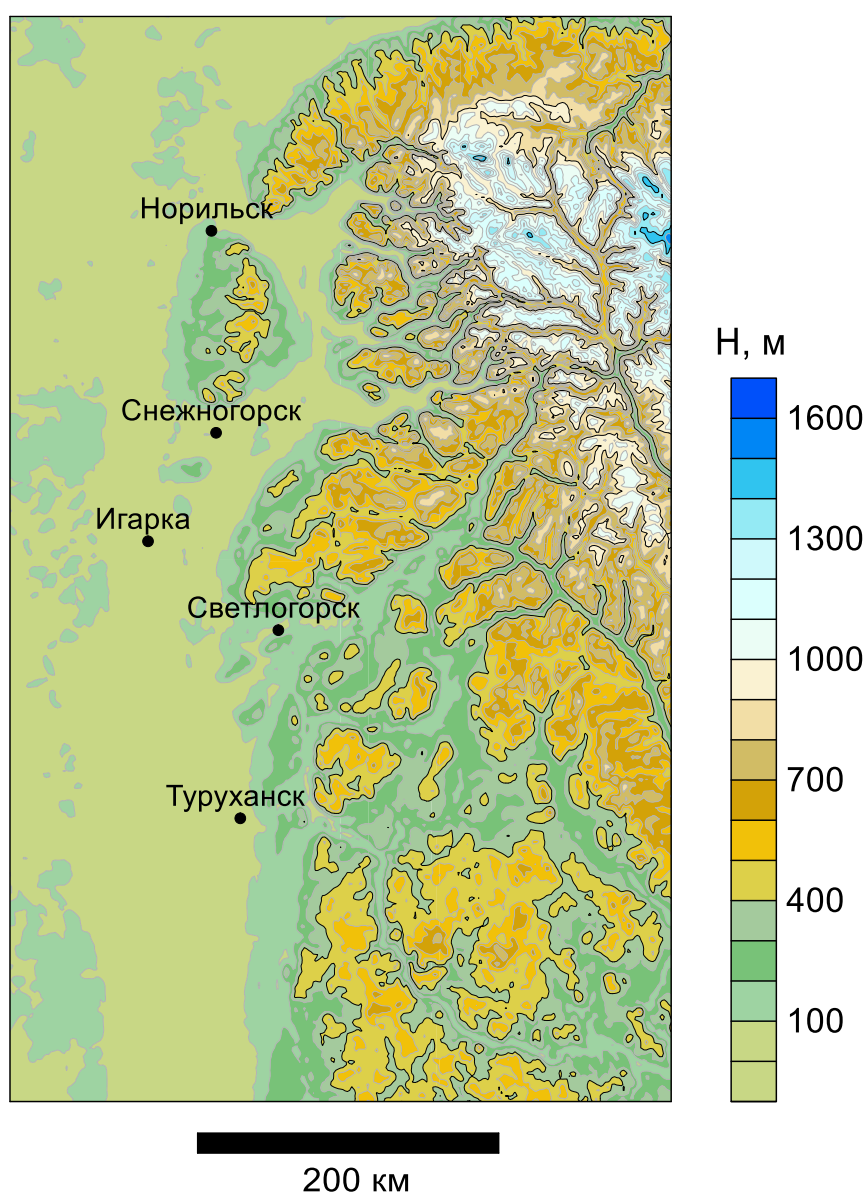 Норильск
Н, м
Снежногорск
1600
Игарка
1300
Светлогорск
1000
700
Туруханск
400
100
200 км